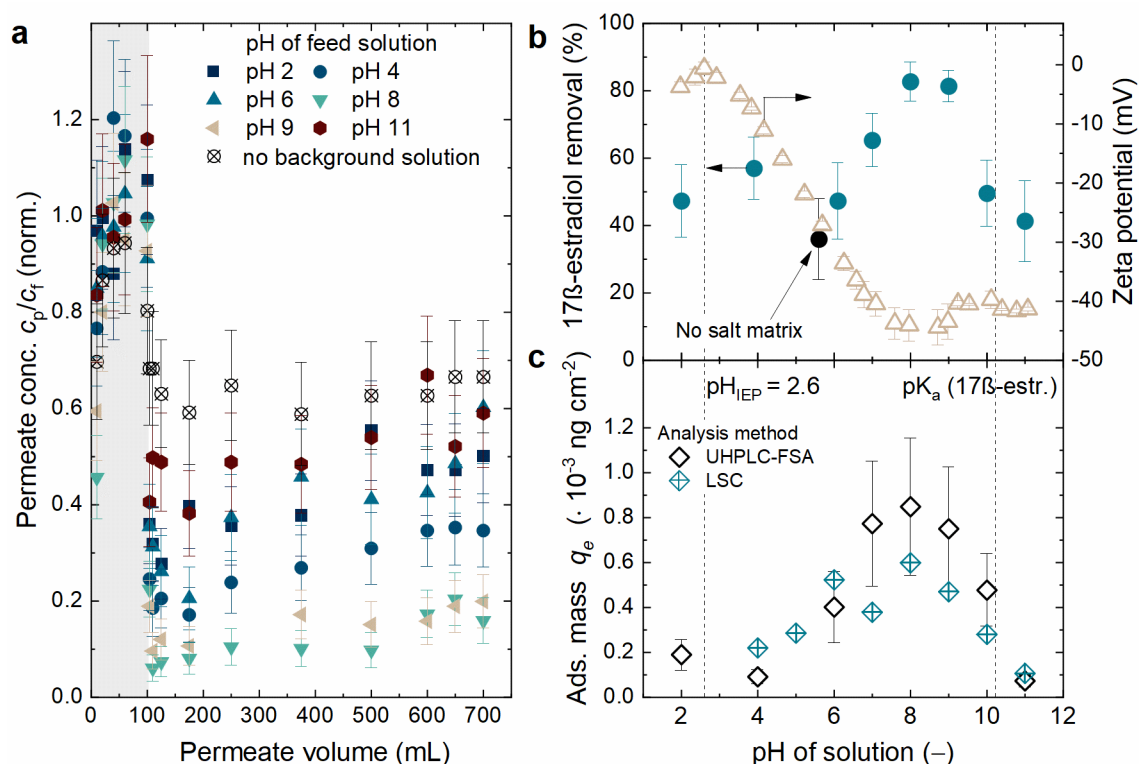 a
pH of feed solution
pH 2 pH 4
pH 6 pH 8
pH 9 pH 11
no background solution
Permeate conc. cp/cf (norm.)
1.2
1.0
0.8
0.6
0.4
0.2
0.0
0 100 200 300 400 500 600 700
Permeate volume (mL)
b
17ß-estradiol removal (%)
100
80
60
40
20
0
No salt matrix
Zeta potential (mV)
0
-10
-20
-30
-40
-50
c
pHIEP = 2.6 pKa (17ß-estr.)
Analysis method
UHPLC-FSA
LSC
Ads. mass qe (· 10-3 ng cm-2)
1.2
1.0
0.8
0.6
0.4
0.2
0.0
2 4 6 8 10 12
pH of solution (–)